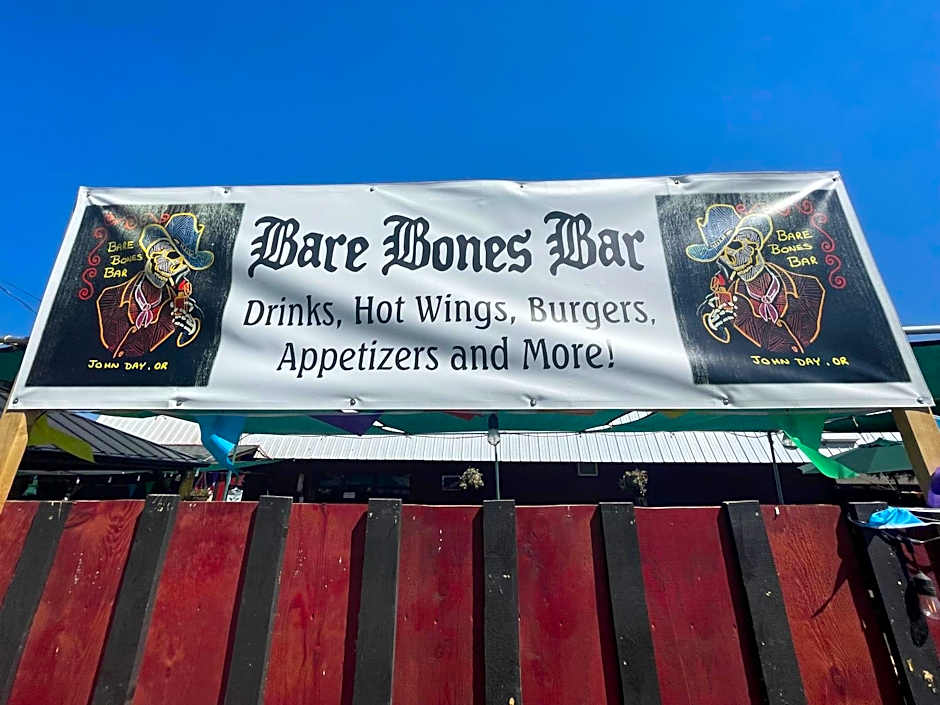 Bare
Bones
Bar
John Day. OR
Bare Bones Bar
Drinks, Hot Wings, Burgers,
Appetizers and More!
Bare
Bones
Bar
John Day. OR